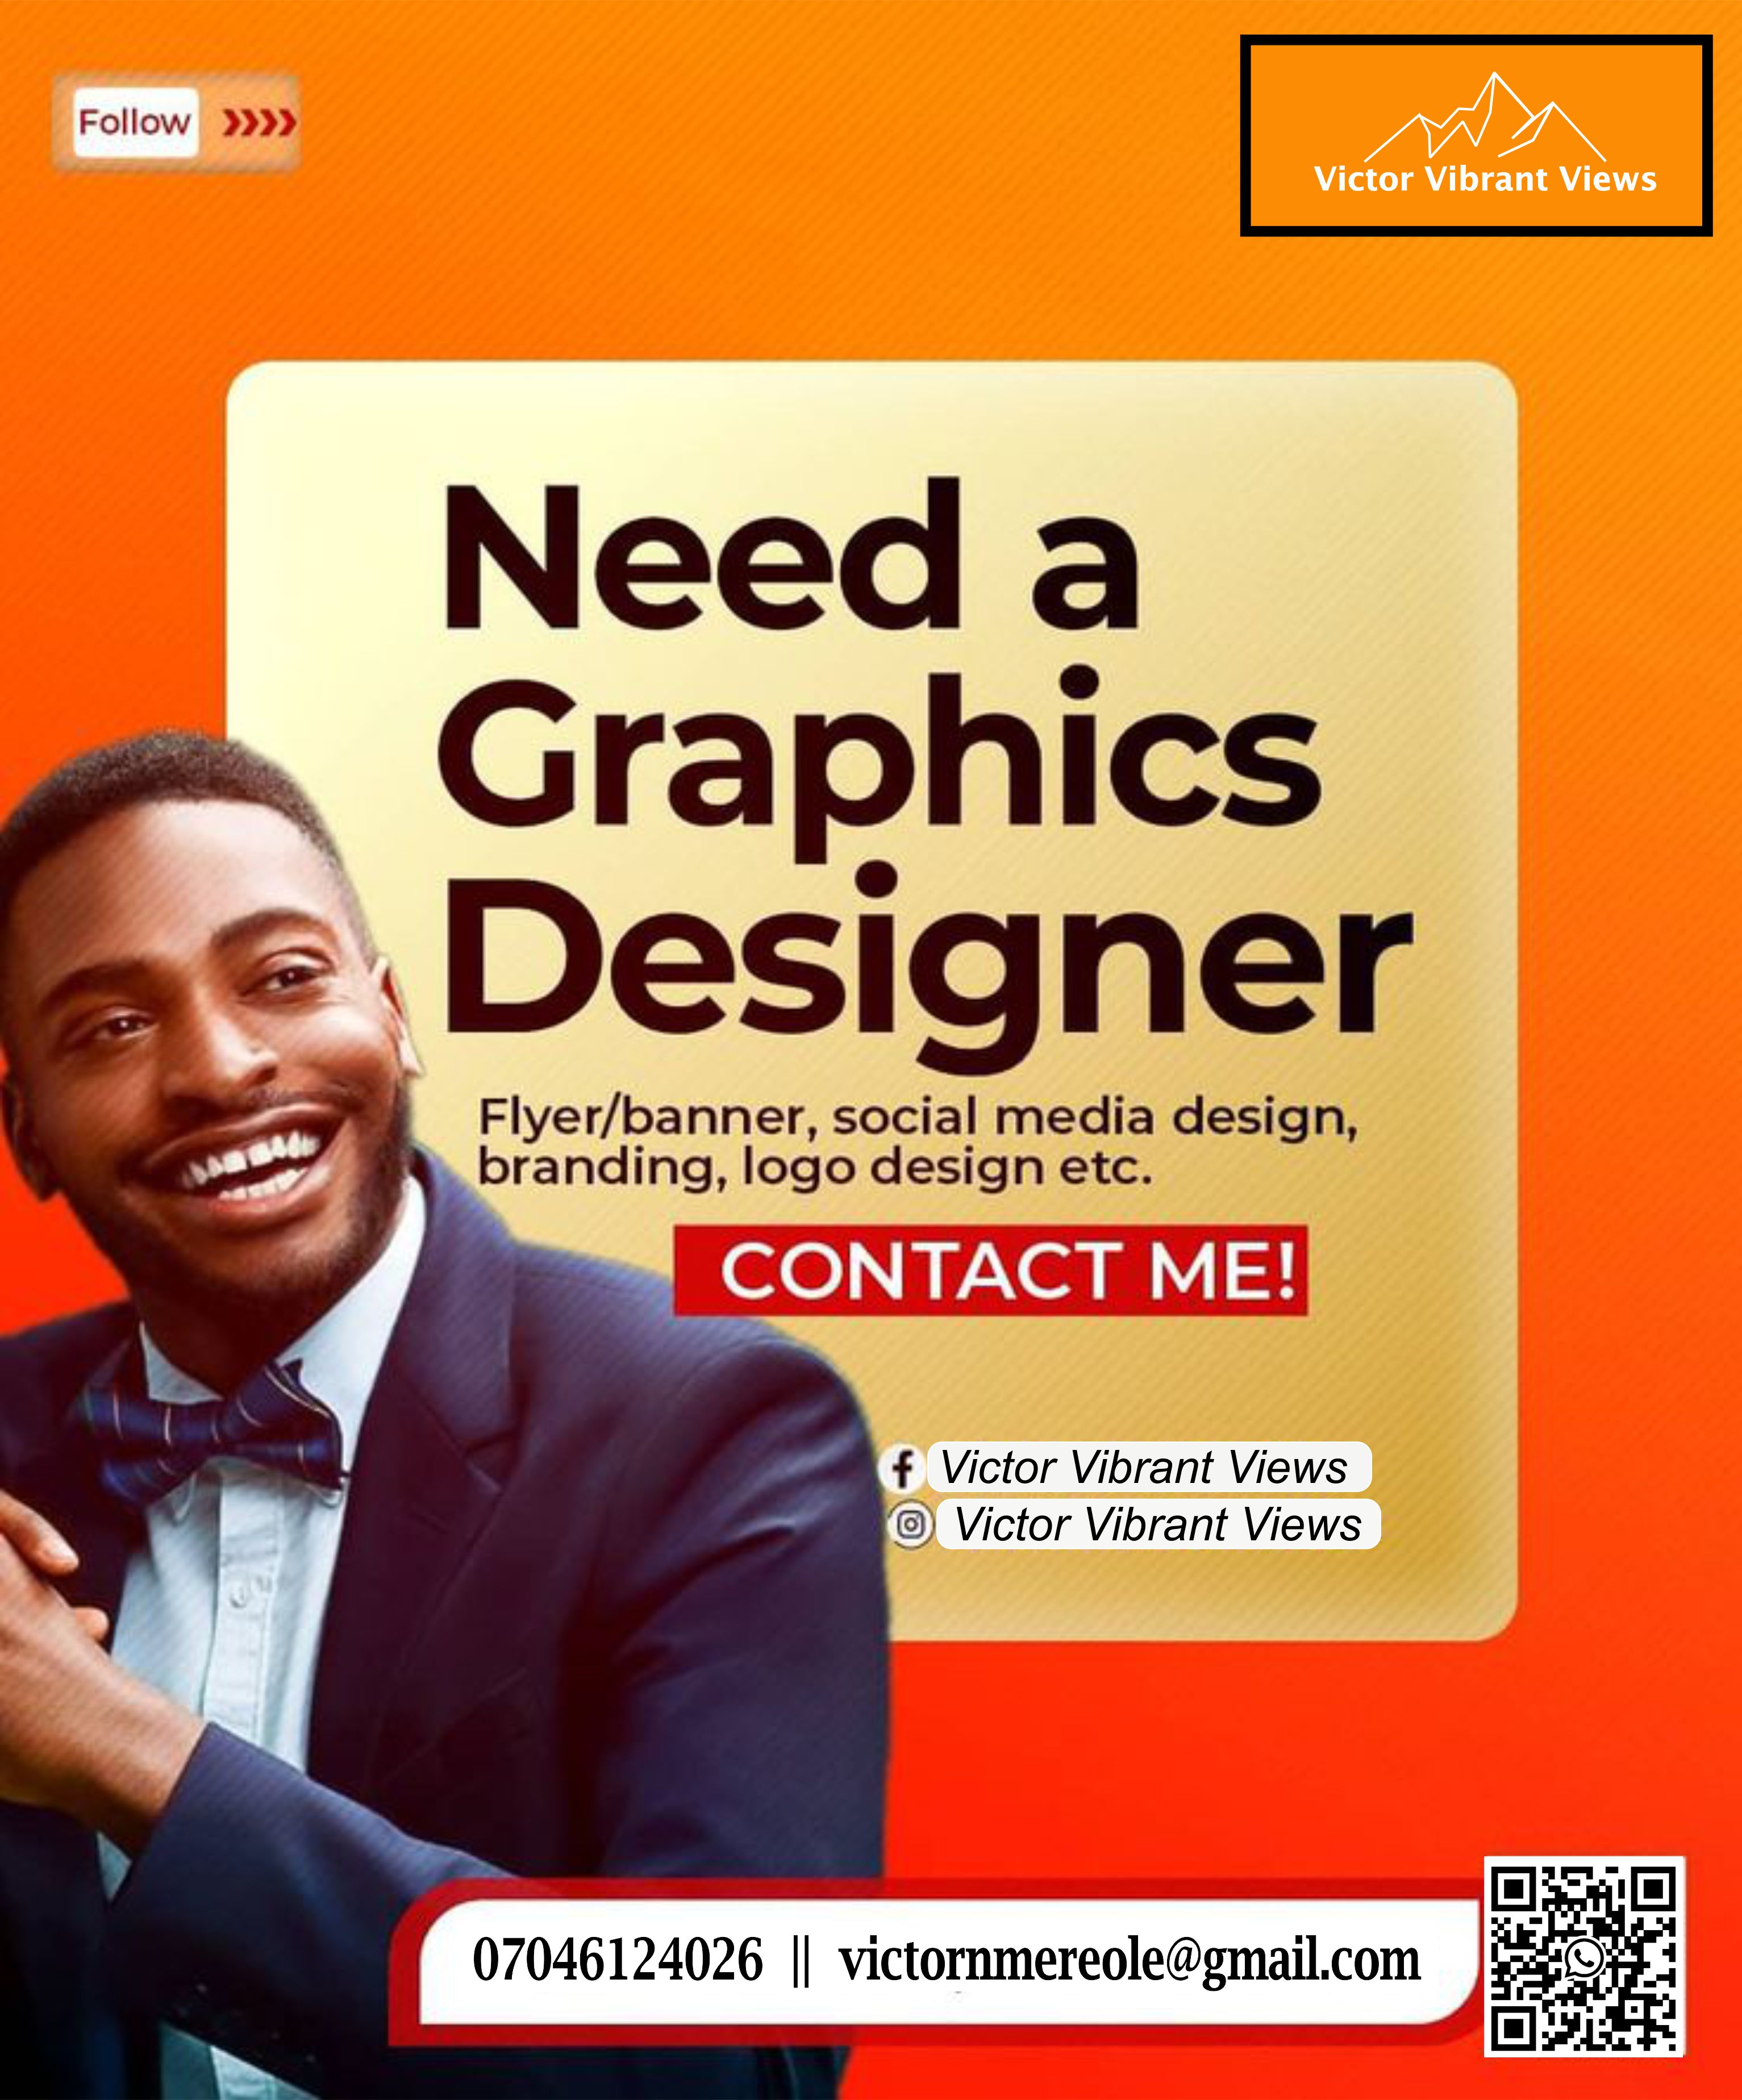 Follow
Victor Vibrant Views
Need a
Graphics
Designer
Flyer/banner, social media design,
branding, logo design etc.
CONTACT ME!
Victor Vibrant Views
Victor Vibrant Views
07046124026 || victornmereole@gmail.com